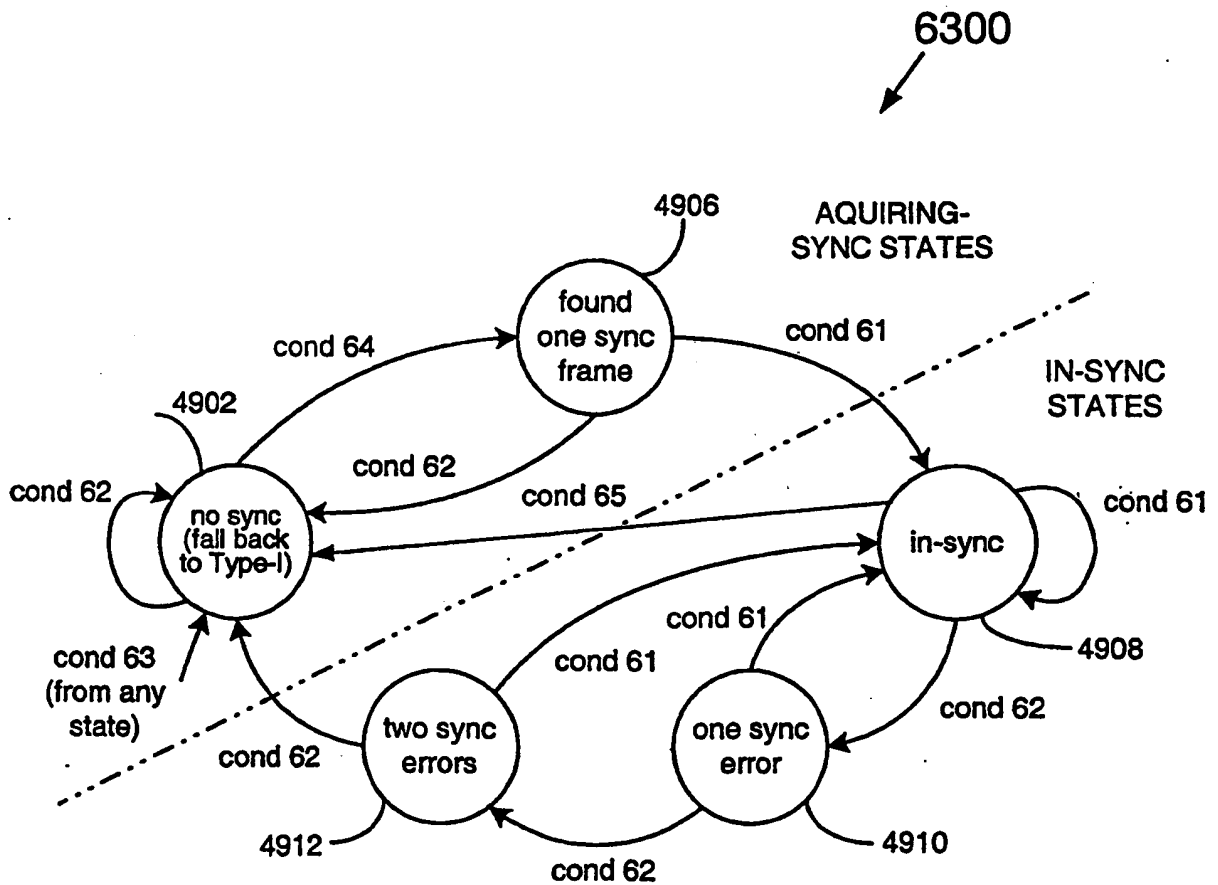 6300
4906
AQUIRING-
SYNC STATES
found
one sync
frame
cond 64
cond 61
IN-SYNC
STATES
4902
cond 62
cond 62
cond 65
cond 61
no sync
(fall back
to Type-I)
in-sync
cond 61
cond 63
(from any
state)
cond 61
4908
cond 62
two sync
errors
one sync
error
cond 62
4912
4910
cond 62